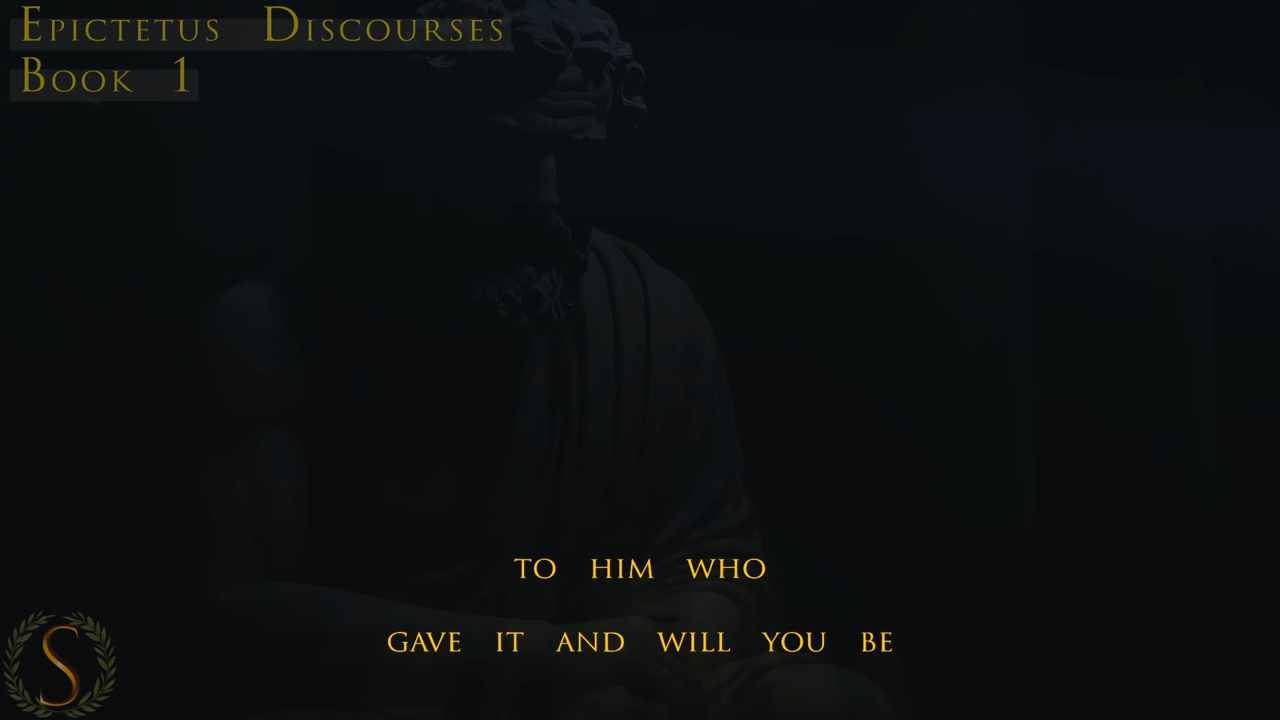 Epictetus Discourses
Book 1
TO HIM WHO
GAVE IT AND WILL YOU BE
S